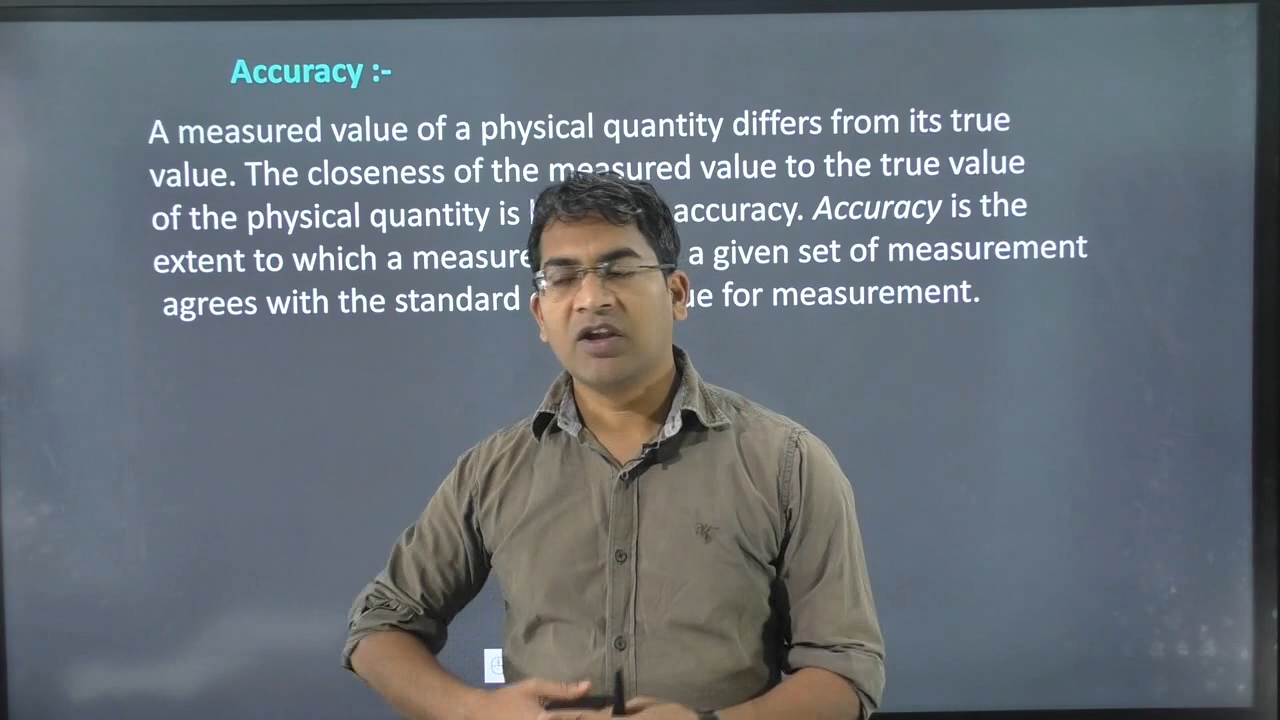 Accuracy :-
A measured value of a physical quantity differs from its true
value. The closeness of the measured value to the true value
of the physical quantity is accuracy. Accuracy is the
extent to which a a given set of measurement
agrees with the standard for measurement.